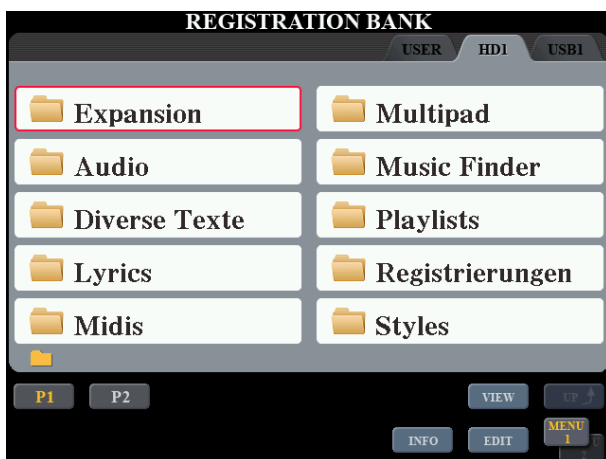 REGISTRATION BANK
USER HD1 USB1
Expansion Multipad
Audio Music Finder
Diverse Texte Playlists
Lyrics Registrierungen
Midis Styles
P1 P2 VIEW UP
INFO EDIT MENU
1
2